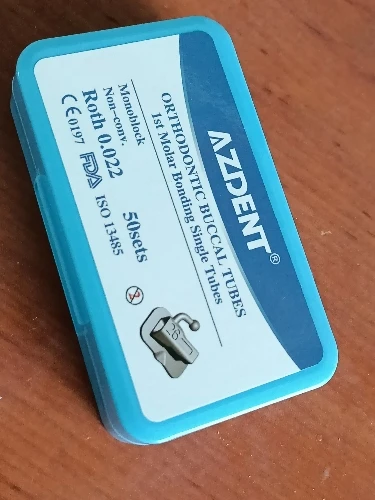 AZDENT®
ORTHODONTIC BUCCAL TUBES
1st Molar Bonding Single Tubes
Monoblock
Non-conv.
Roth 0.022 50sets
CE0197 FDA ISO 13485